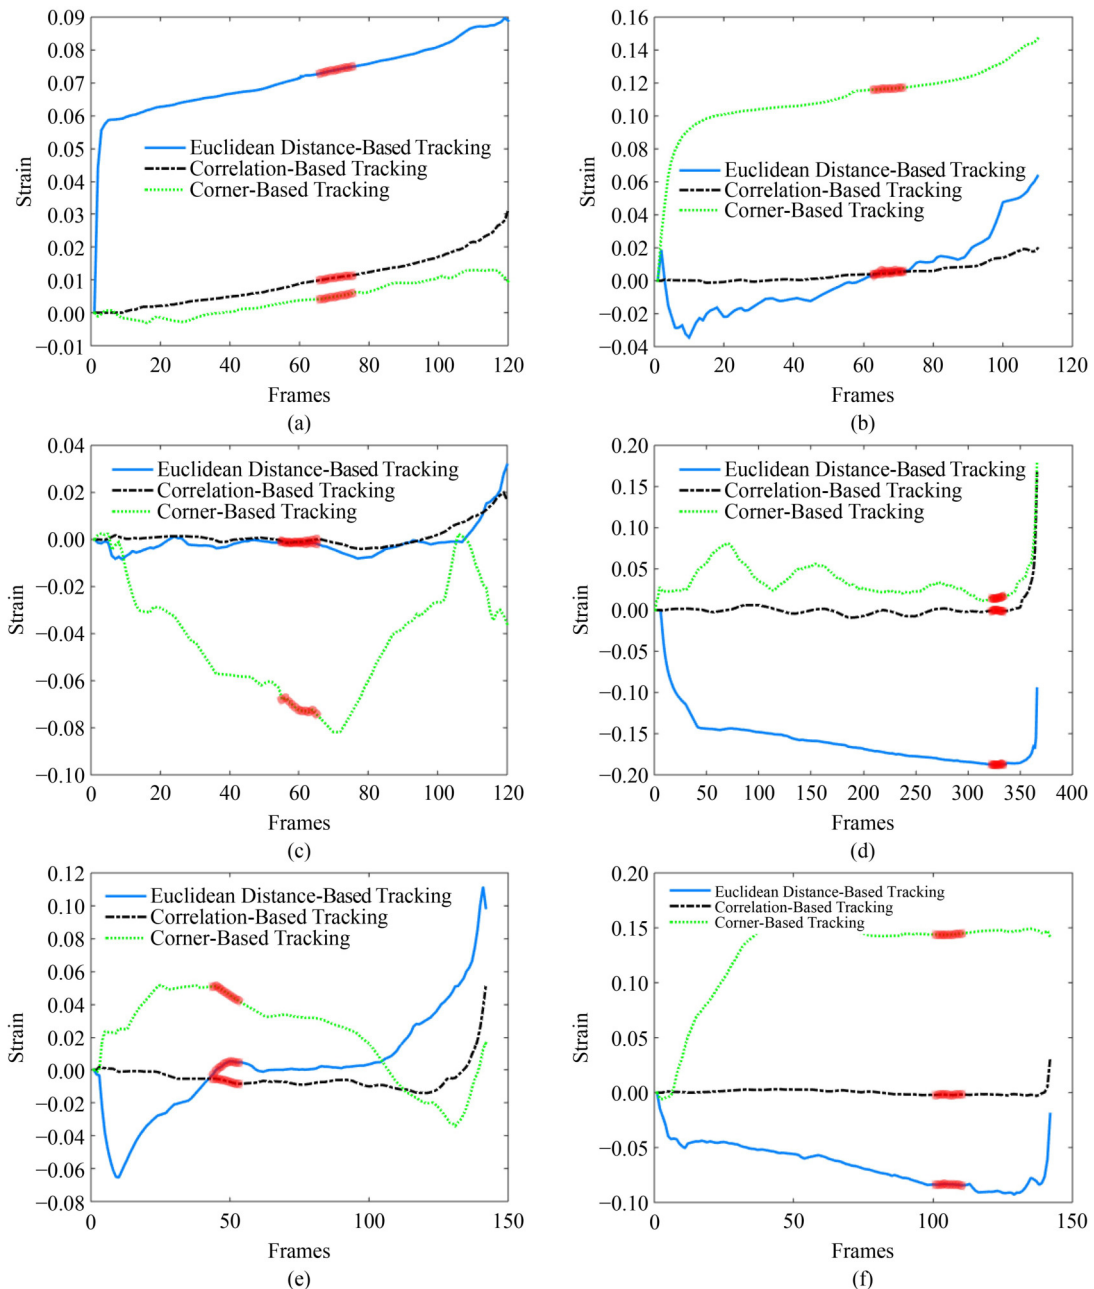 0.09
0.08
0.07
0.06
0.05
0.04
0.03
0.02
0.01
0.00
−0.01
Strain
Euclidean Distance-Based Tracking
Correlation-Based Tracking
Corner-Based Tracking
0 20 40 60 80 100 120
Frames
(a)
0.16
0.14
0.12
0.10
0.08
0.06
0.04
0.02
0.00
−0.02
−0.04
Strain
Euclidean Distance-Based Tracking
Correlation-Based Tracking
Corner-Based Tracking
0 20 40 60 80 100 120
Frames
(b)
0.04
0.02
0.00
−0.02
−0.04
−0.06
−0.08
−0.10
Strain
Euclidean Distance-Based Tracking
Correlation-Based Tracking
Corner-Based Tracking
0 20 40 60 80 100 120
Frames
(c)
0.20
0.15
0.10
0.05
0.00
−0.05
−0.10
−0.15
−0.20
Strain
Euclidean Distance-Based Tracking
Correlation-Based Tracking
Corner-Based Tracking
0 50 100 150 200 250 300 350 400
Frames
(d)
0.12
0.10
0.08
0.06
0.04
0.02
0.00
−0.02
−0.04
−0.06
−0.08
Strain
Euclidean Distance-Based Tracking
Correlation-Based Tracking
Corner-Based Tracking
0 50 100 150
Frames
(e)
0.20
0.15
0.10
0.05
0.00
−0.05
−0.10
Strain
Euclidean Distance-Based Tracking
Correlation-Based Tracking
Corner-Based Tracking
0 50 100 150
Frames
(f)